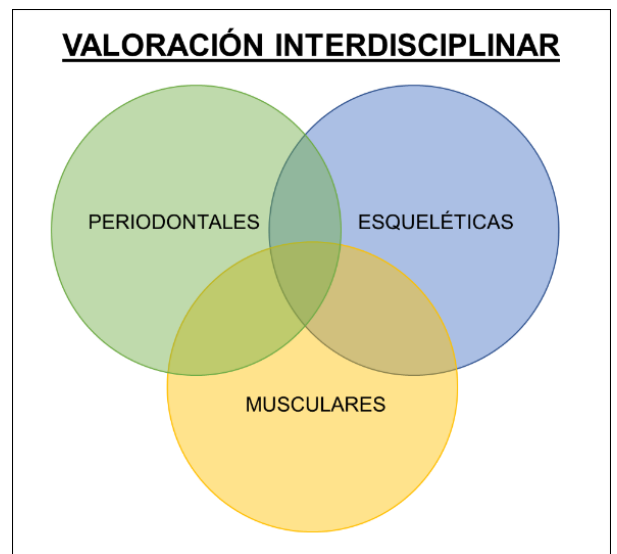 VALORACIÓN INTERDISCIPLINAR
PERIODONTALES
ESQUELÉTICAS
MUSCULARES